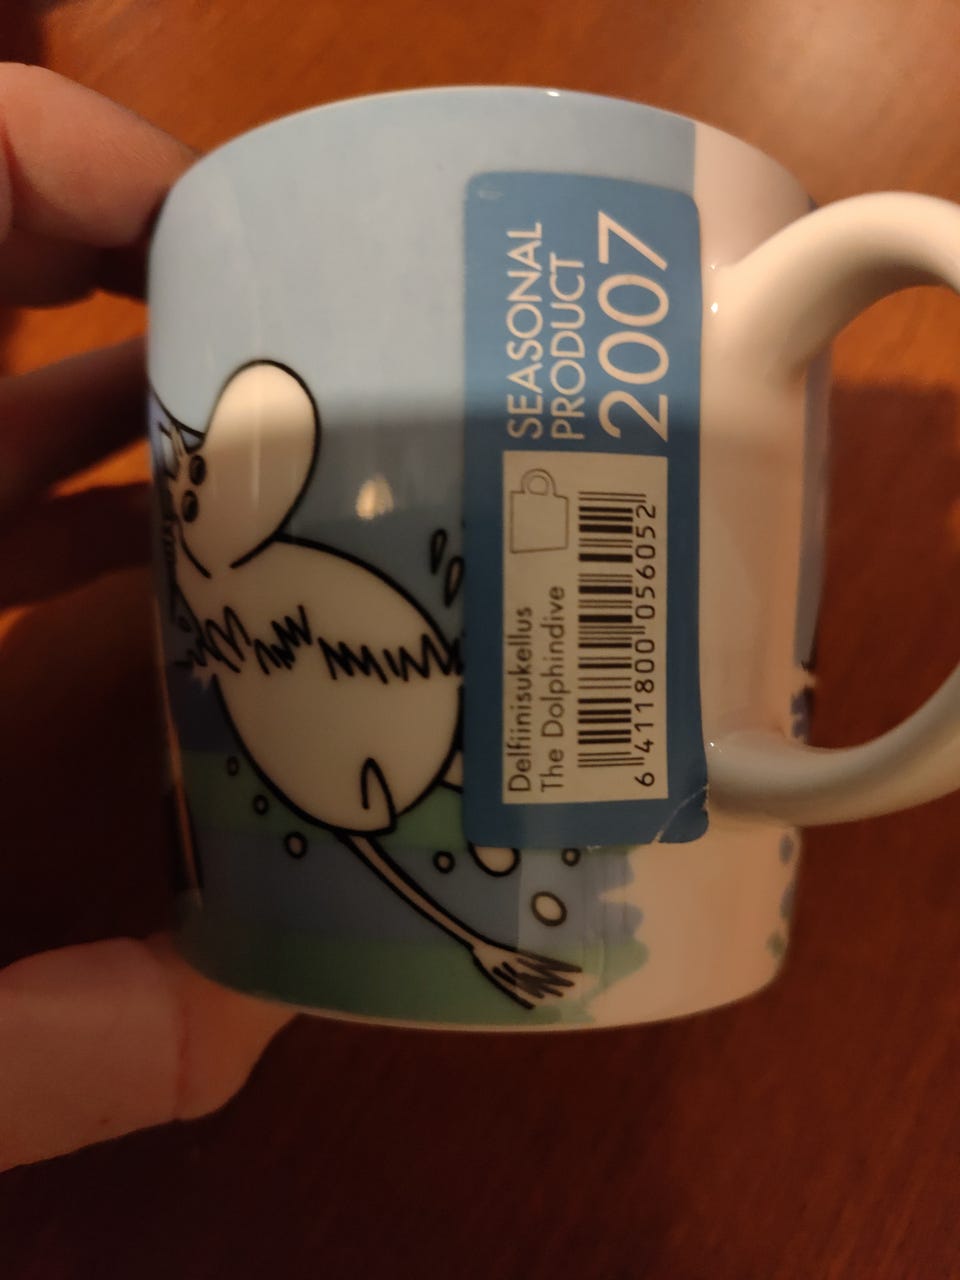 SEASONAL
PRODUCT
2007
Delfiinisukellus
The Dolphindive
6 411800 056052